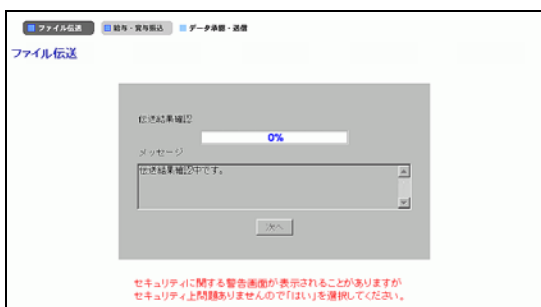 ファイル伝送 給与・賞与振込 データ承認・送信
ファイル伝送
伝送結果確認
0%
メッセージ
伝送結果確認中です。
次へ
セキュリティに関する警告画面が表示されることがありますが
セキュリティ上問題ありませんので「はい」を選択してください。